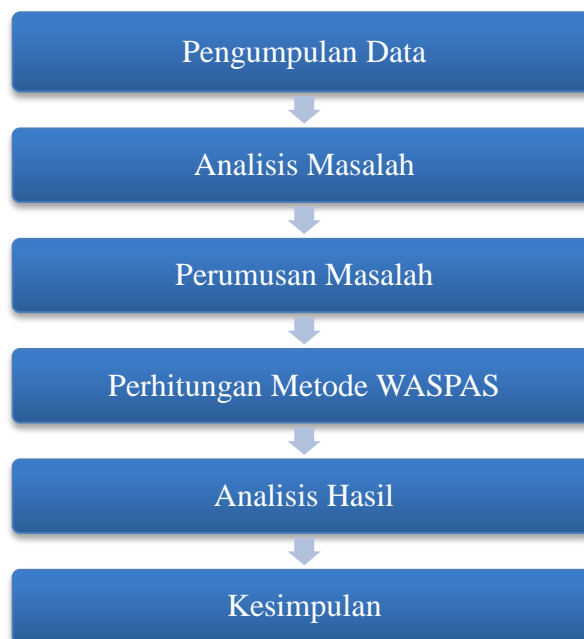 Pengumpulan Data
Analisis Masalah
Perumusan Masalah
Perhitungan Metode WASPAS
Analisis Hasil
Kesimpulan